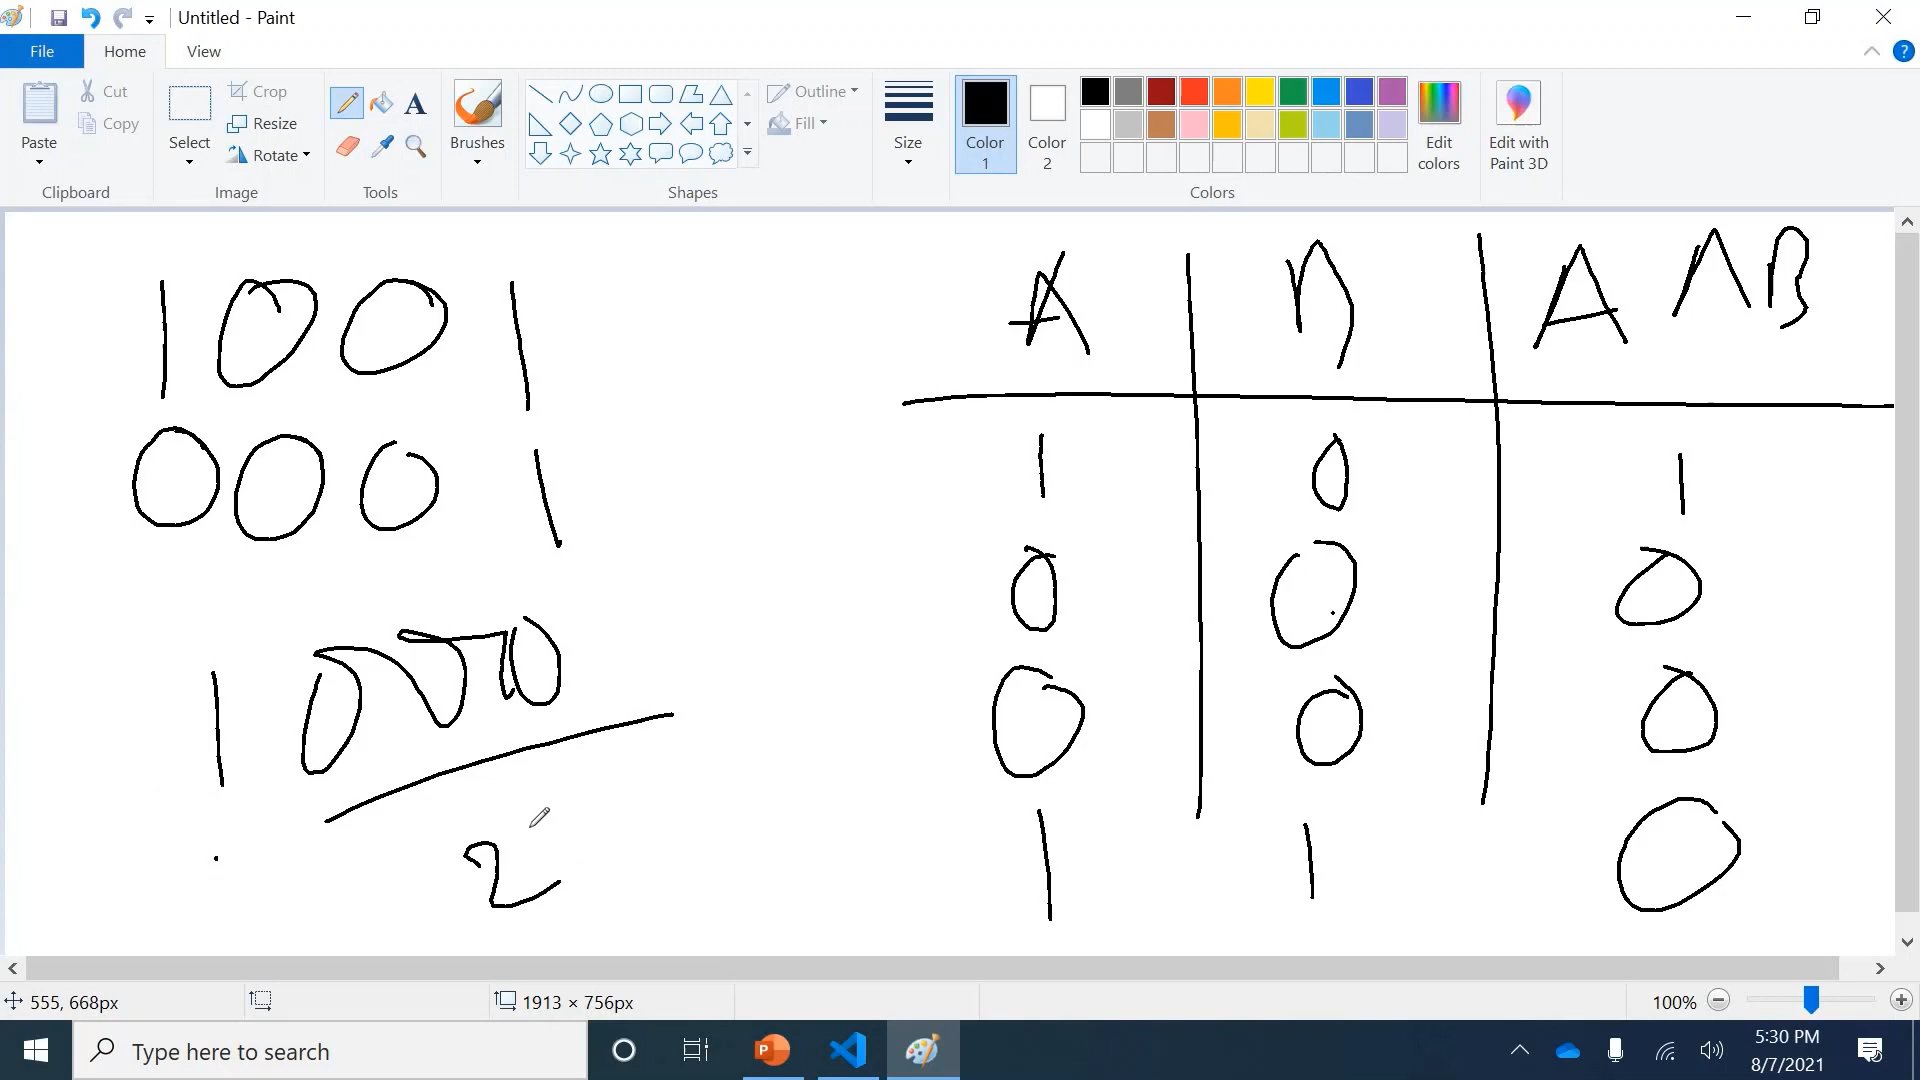 Untitled - Paint
File Home View
Paste
Cut
Copy
Clipboard
Select
Crop
Resize
Rotate
Image
A
Tools
Brushes
Outline
Fill
Shapes
Size
Color 1
Color 2
Edit colors
Colors
Edit with Paint 3D
?
1001
0001
1
2
A A ^ B
1 0 1
0 0 0
0 0 0
1 1 0
555, 668px
1913 × 756px
100%
Type here to search
P
5:30 PM
8/7/2021